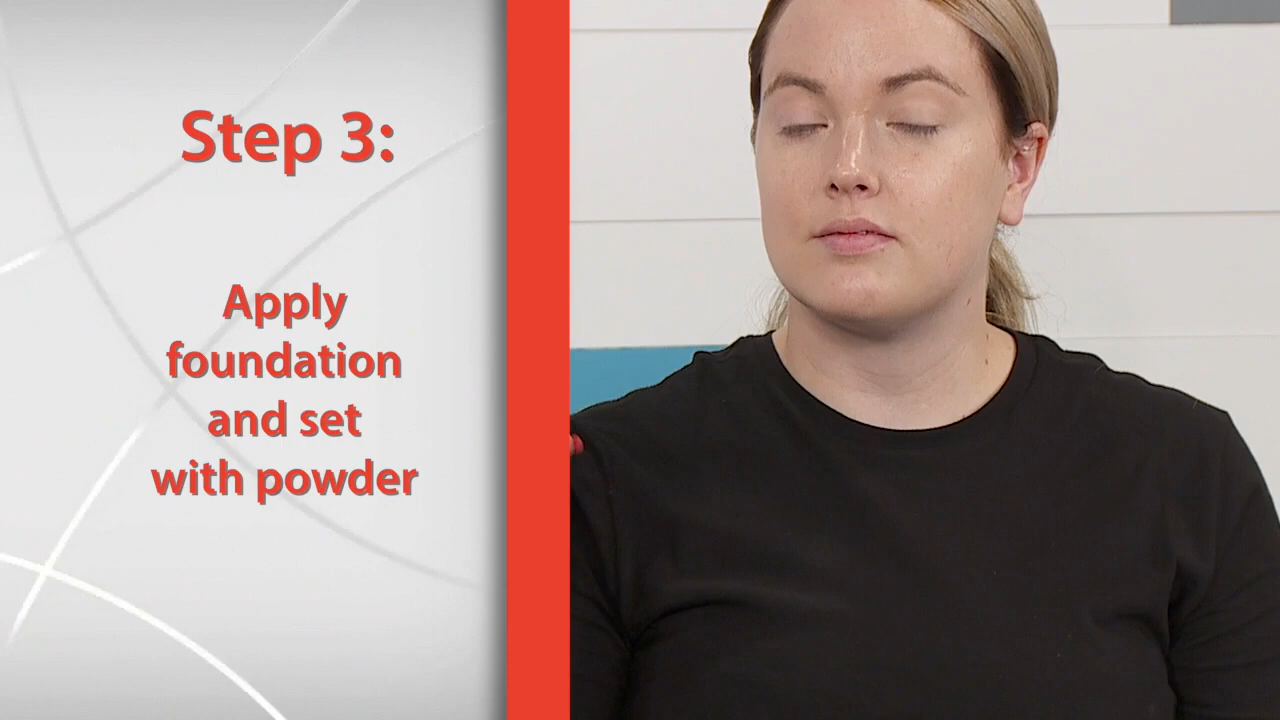 Step 3:
Apply
foundation
and set
with powder